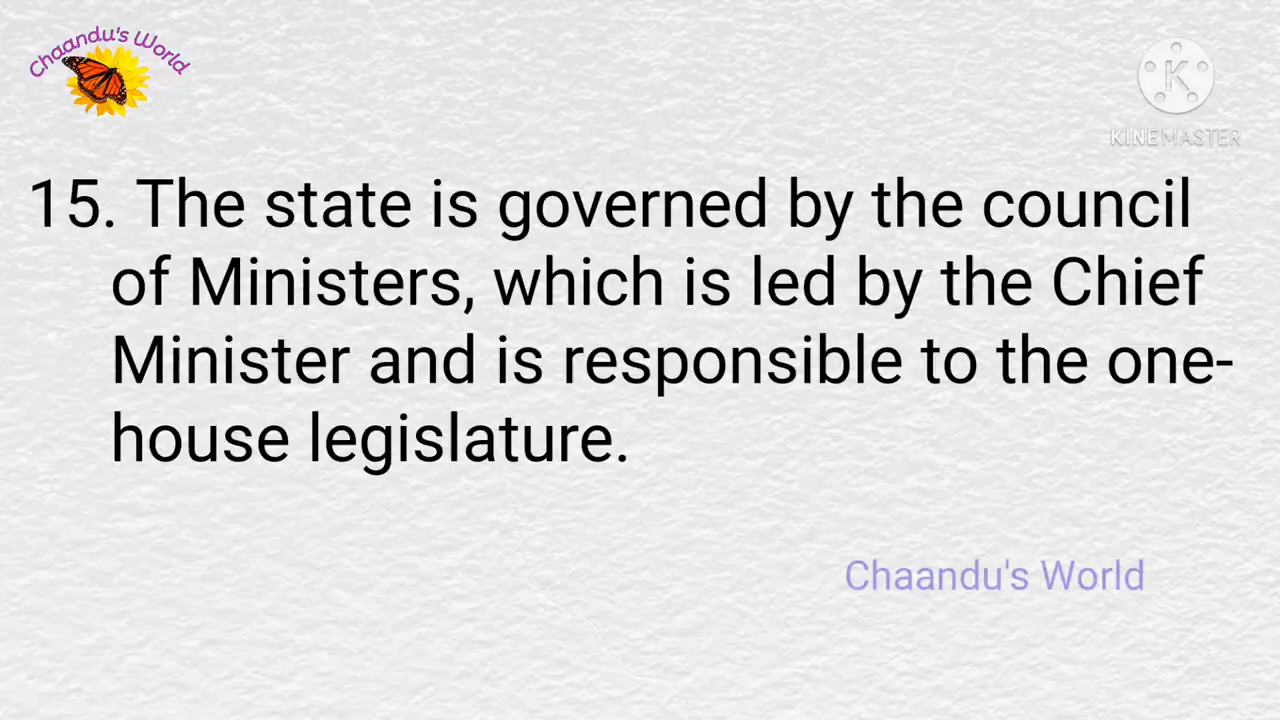 Chaandu's World
KINEMASTER
15. The state is governed by the council
of Ministers, which is led by the Chief
Minister and is responsible to the one-
house legislature.
Chaandu's World